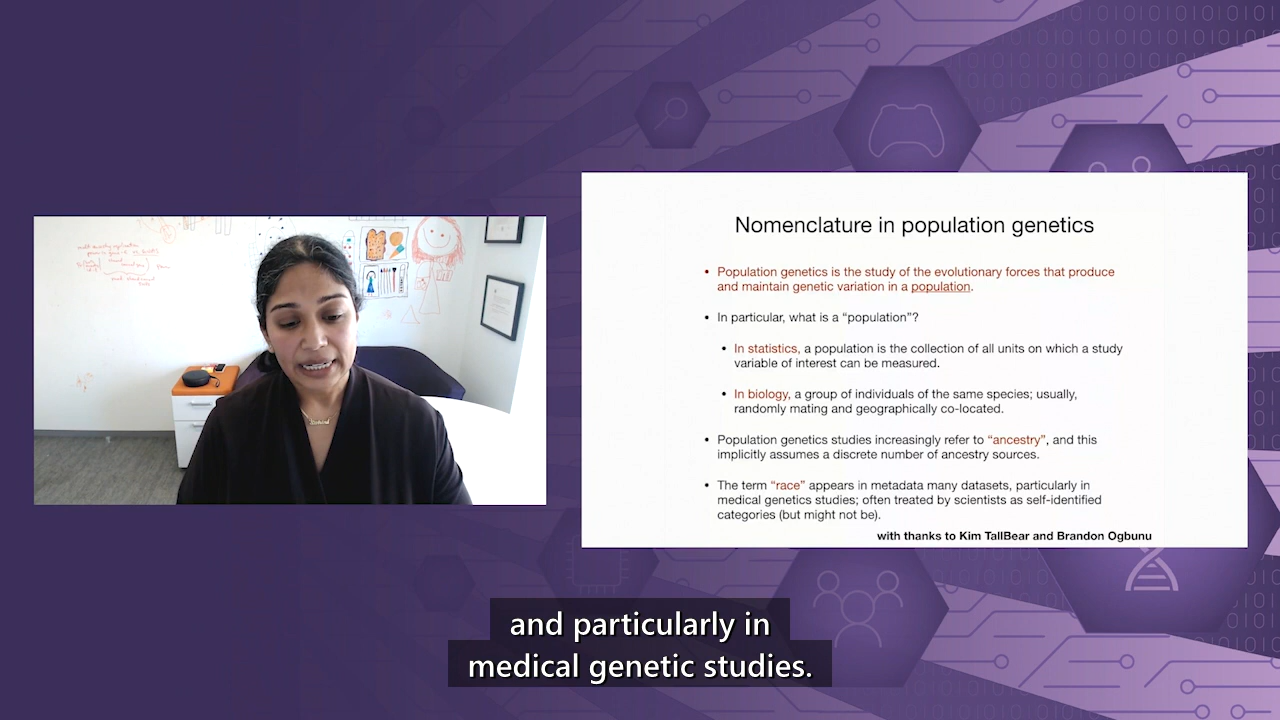 Nomenclature in population genetics
• Population genetics is the study of the evolutionary forces that produce
and maintain genetic variation in a population.
• In particular, what is a “population”?
• In statistics, a population is the collection of all units on which a study
variable of interest can be measured.
• In biology, a group of individuals of the same species; usually,
randomly mating and geographically co-located.
• Population genetics studies increasingly refer to “ancestry”, and this
implicitly assumes a discrete number of ancestry sources.
• The term “race” appears in metadata many datasets, particularly in
medical genetics studies; often treated by scientists as self-identified
categories (but might not be).
with thanks to Kim TallBear and Brandon Ogbunu
and particularly in
medical genetic studies.